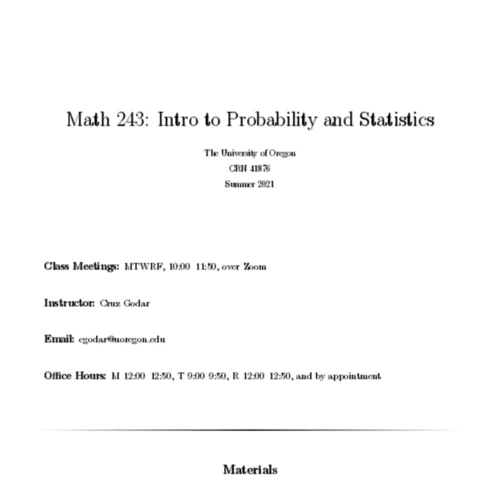 Math 243: Intro to Probability and Statistics
The University of Oregon
CRN 41876
Summer 2021
Class Meetings: MTWRF, 10:00–11:50, over Zoom
Instructor: Cruz Godar
Email: cgodar@uoregon.edu
Office Hours: M 12:00–12:50, T 9:00–9:50, R 12:00–12:50, and by appointment
Materials